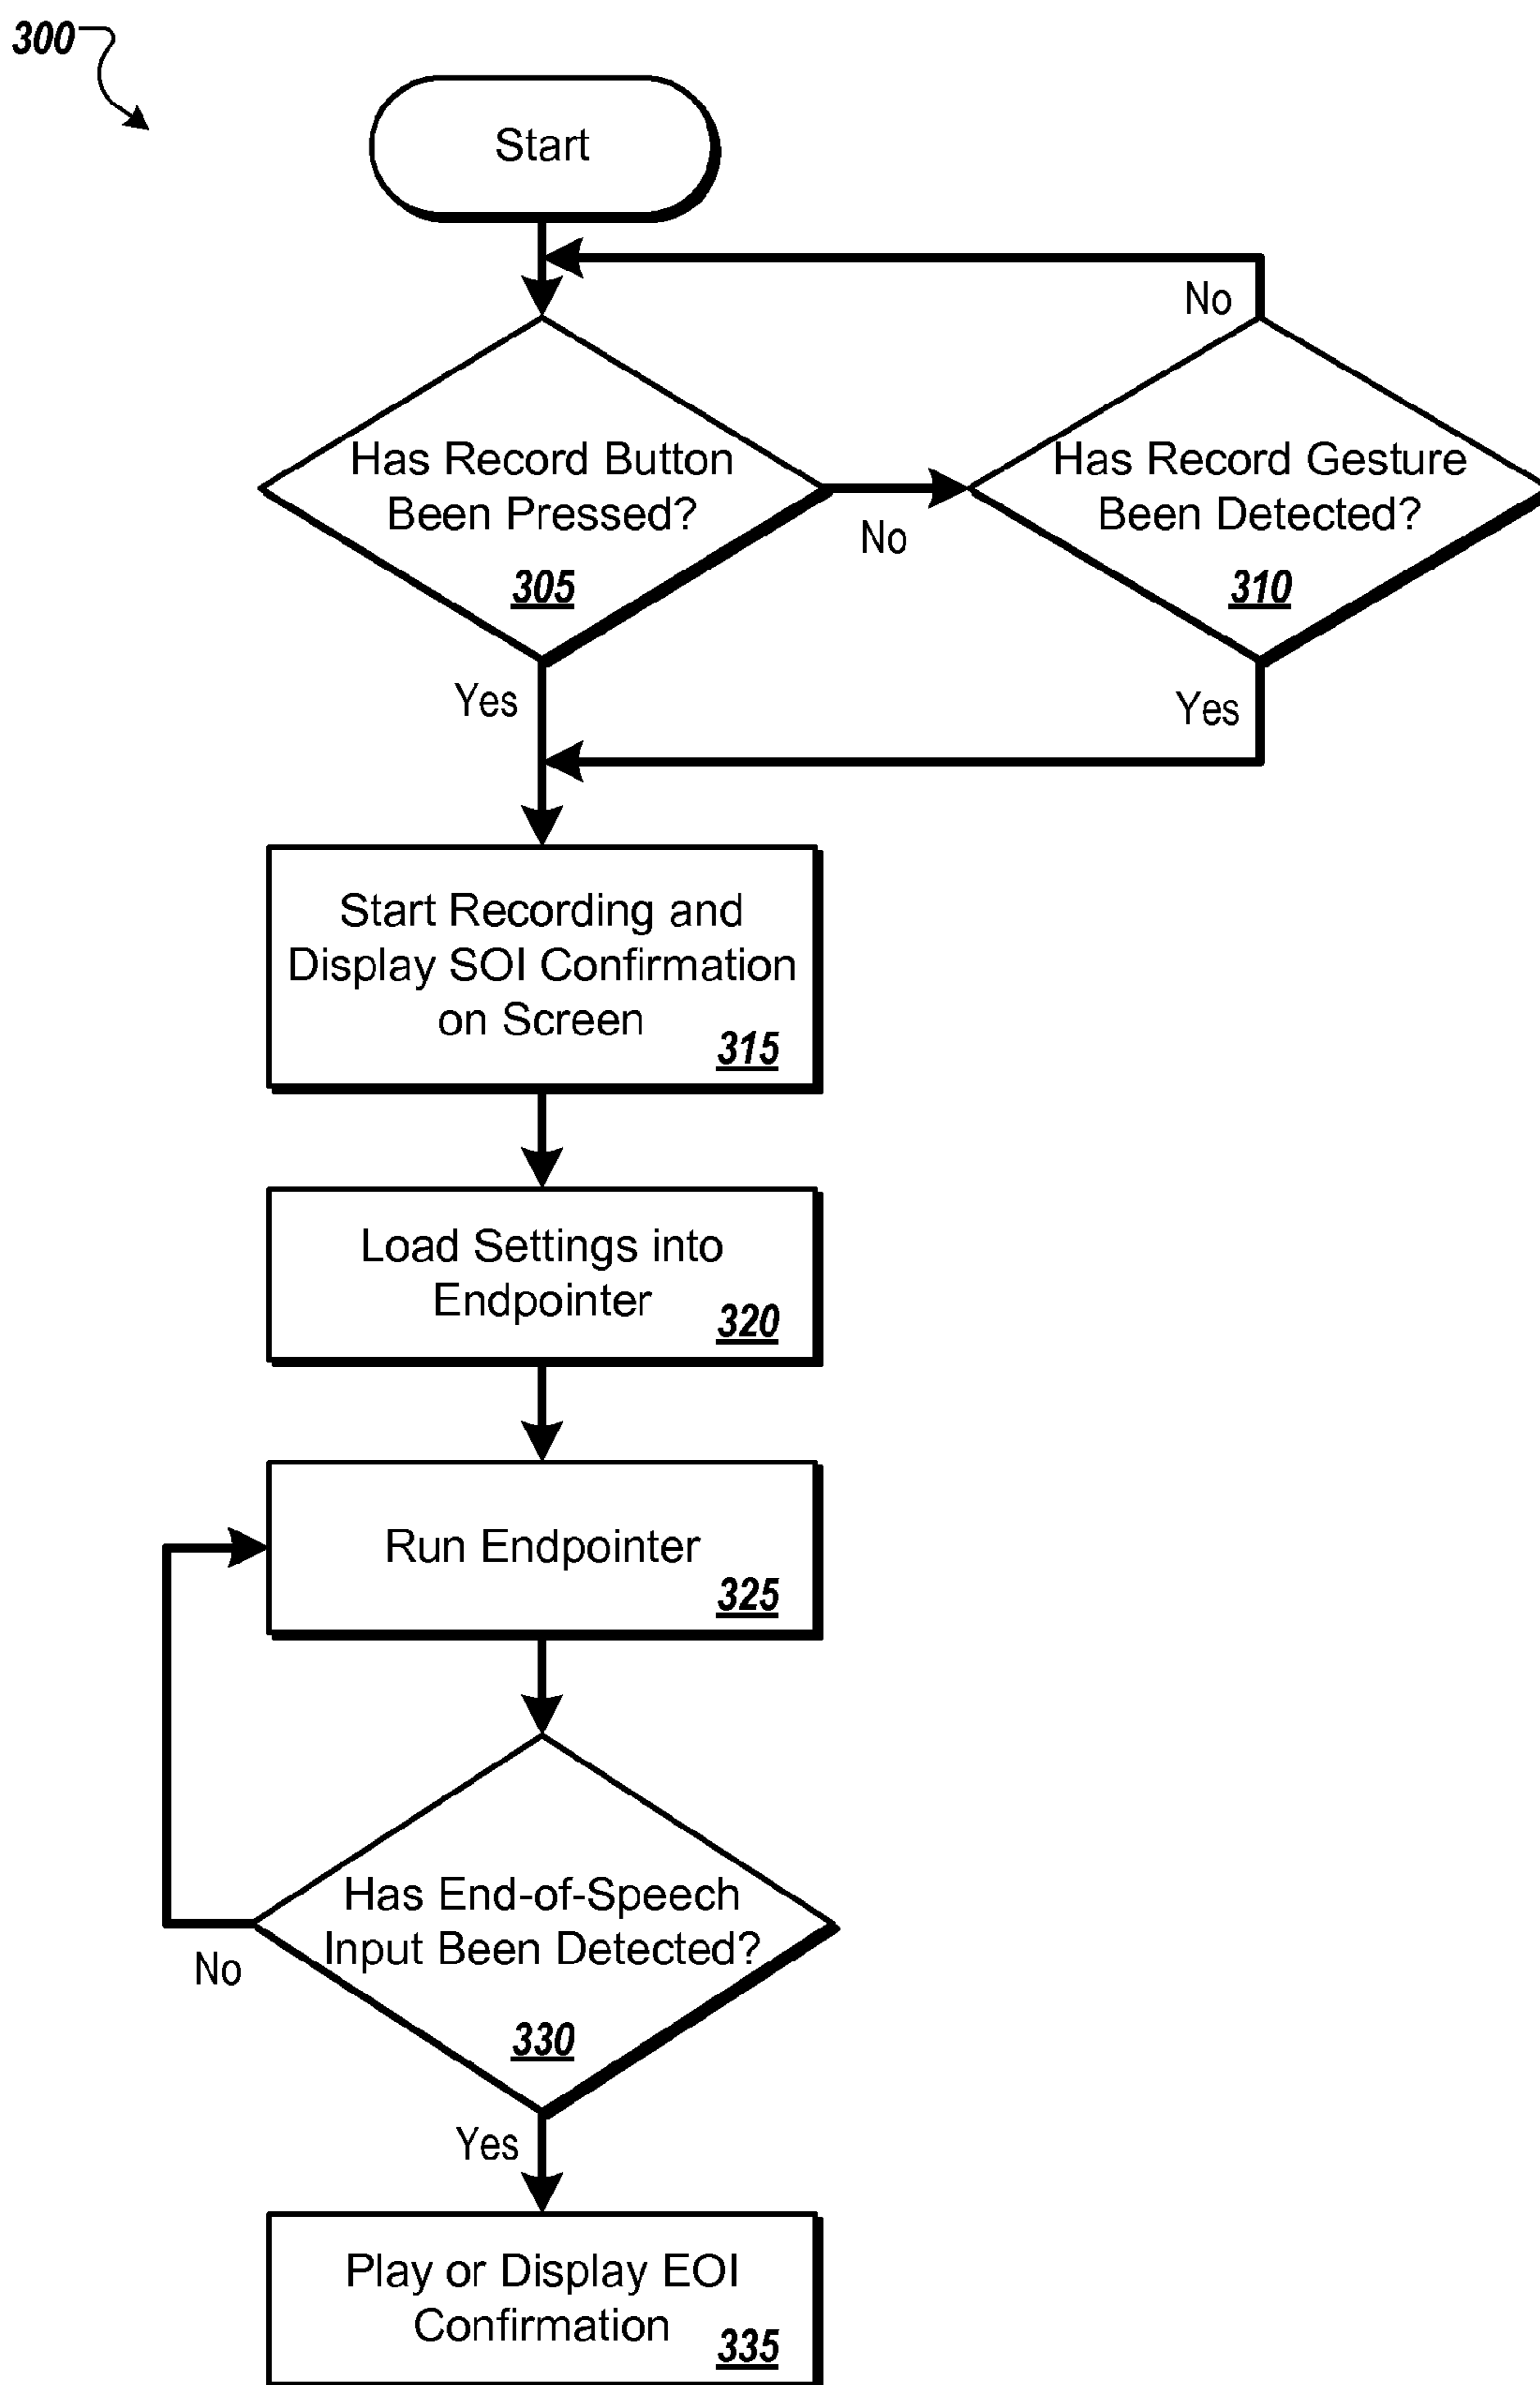 300
Start
No
Has Record Button
Been Pressed?
305
No
Has Record Gesture
Been Detected?
310
Yes
Yes
Start Recording and
Display SOI Confirmation
on Screen
315
Load Settings into
Endpointer
320
Run Endpointer
325
Has End-of-Speech
Input Been Detected?
330
No
Yes
Play or Display EOI
Confirmation
335